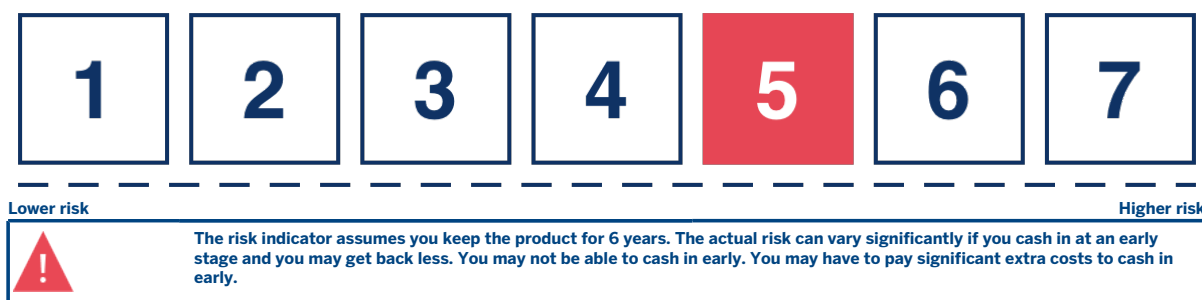 1 2 3 4 5 6 7
Lower risk Higher risk
!
The risk indicator assumes you keep the product for 6 years. The actual risk can vary significantly if you cash in at an early
stage and you may get back less. You may not be able to cash in early. You may have to pay significant extra costs to cash in
early.